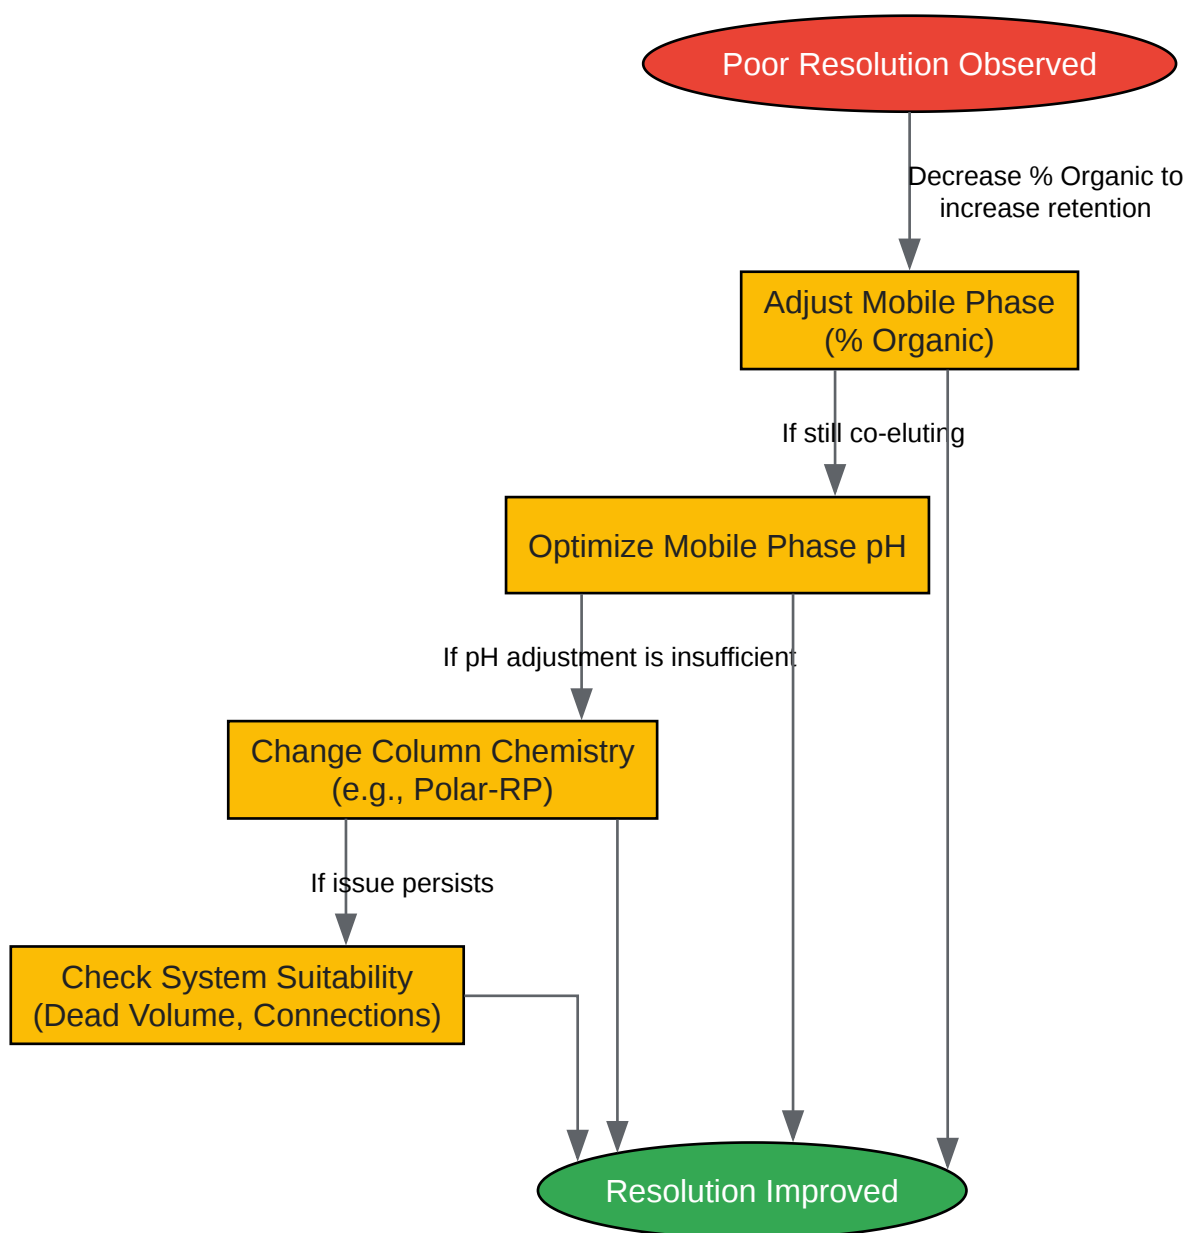 Poor Resolution Observed
Decrease % Organic to
increase retention
Adjust Mobile Phase
(% Organic)
If still co-eluting
Optimize Mobile Phase pH
If pH adjustment is insufficient
Change Column Chemistry
(e.g., Polar-RP)
If issue persists
Check System Suitability
(Dead Volume, Connections)
Resolution Improved